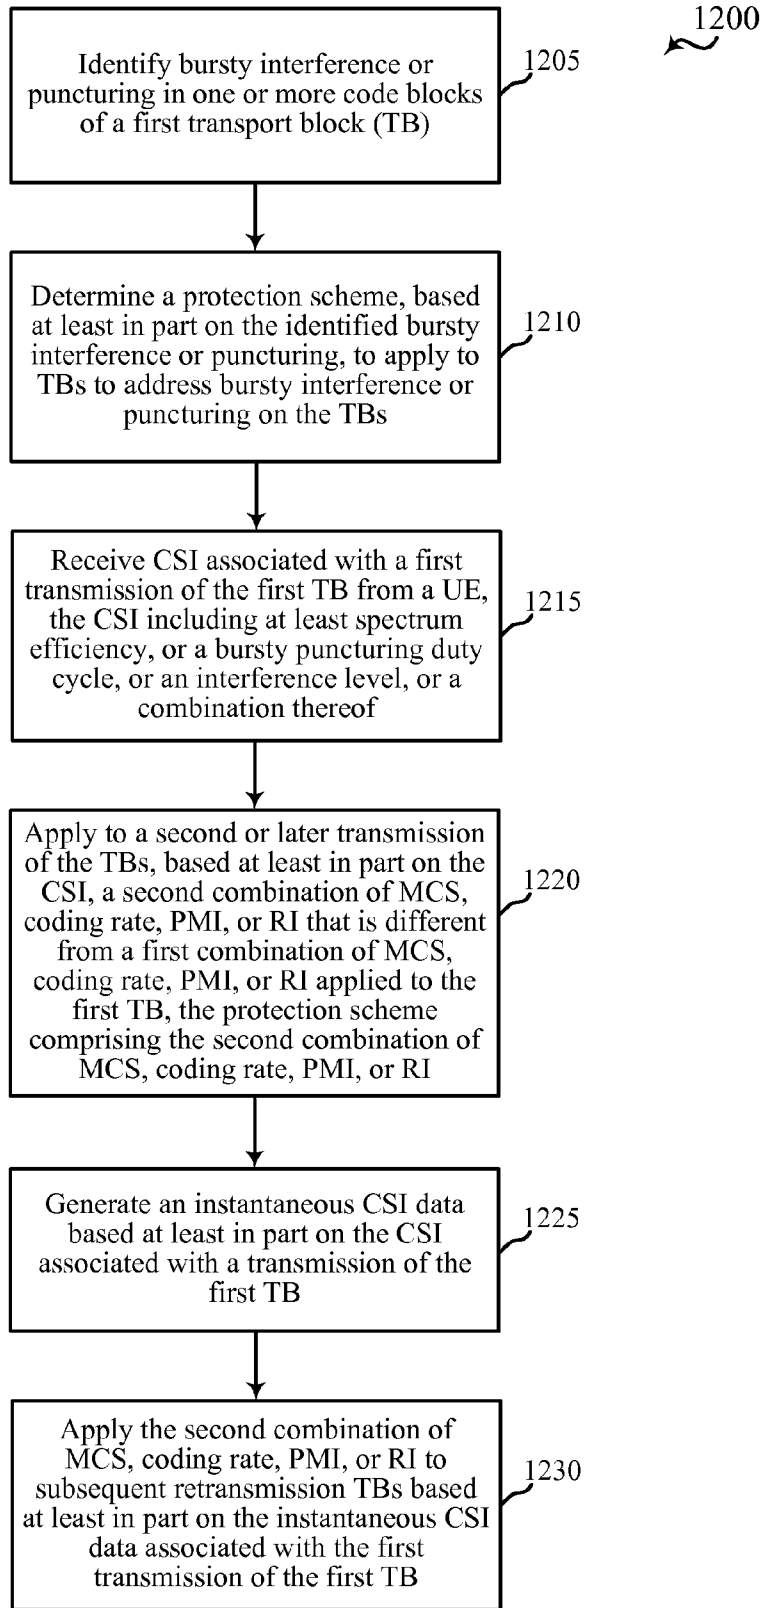 1200
Identify bursty interference or
puncturing in one or more code blocks
of a first transport block (TB)
1205
Determine a protection scheme, based
at least in part on the identified bursty
interference or puncturing, to apply to
TBs to address bursty interference or
puncturing on the TBs
1210
Receive CSI associated with a first
transmission of the first TB from a UE,
the CSI including at least spectrum
efficiency, or a bursty puncturing duty
cycle, or an interference level, or a
combination thereof
1215
Apply to a second or later transmission
of the TBs, based at least in part on the
CSI, a second combination of MCS,
coding rate, PMI, or RI that is different
from a first combination of MCS,
coding rate, PMI, or RI applied to the
first TB, the protection scheme
comprising the second combination of
MCS, coding rate, PMI, or RI
1220
Generate an instantaneous CSI data
based at least in part on the CSI
associated with a transmission of the
first TB
1225
Apply the second combination of
MCS, coding rate, PMI, or RI to
subsequent retransmission TBs based
at least in part on the instantaneous CSI
data associated with the first
transmission of the first TB
1230